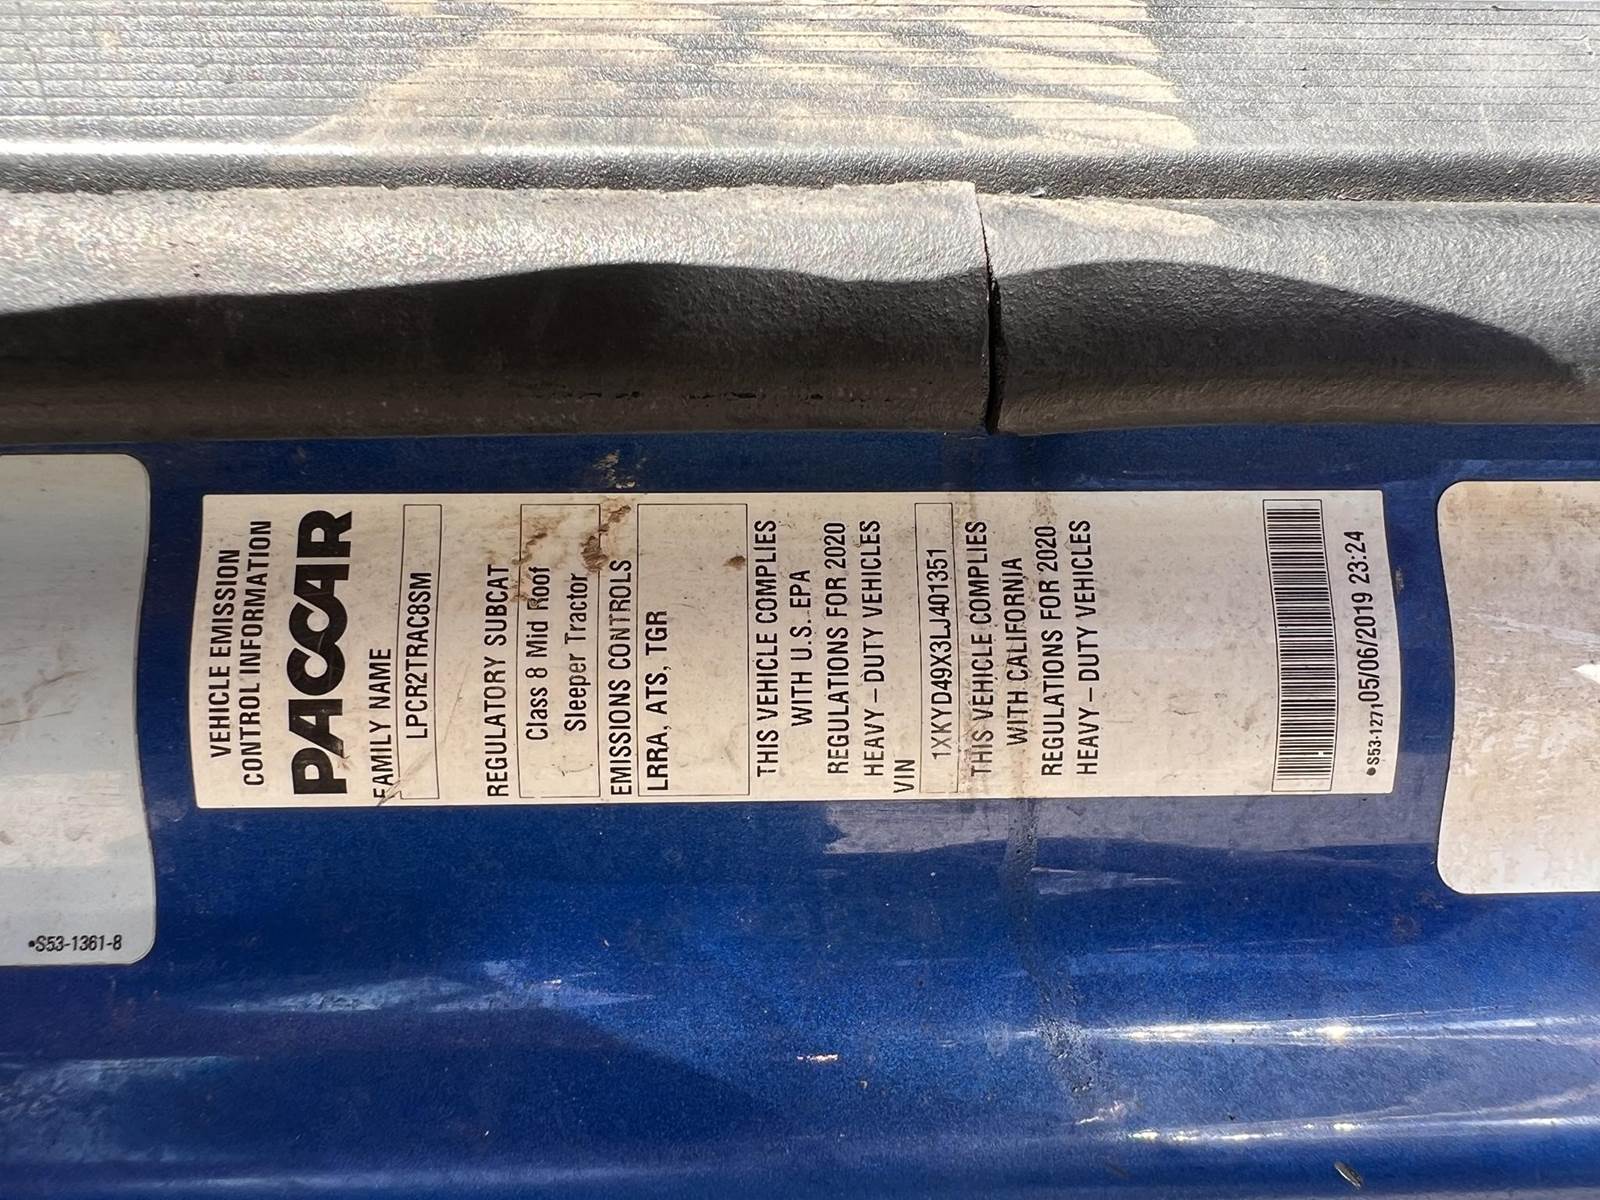 VEHICLE EMISSION
CONTROL INFORMATION
PACCAR
FAMILY NAME
LPCR2TRAC8SM
REGULATORY SUBCAT
Class 8 Mid Roof
Sleeper Tractor
EMISSIONS CONTROLS
LRRA, ATS, TGR
THIS VEHICLE COMPLIES
WITH U.S. EPA
REGULATIONS FOR 2020
HEAVY – DUTY VEHICLES
VIN
1XKYD49X3LJ401351
THIS VEHICLE COMPLIES
WITH CALIFORNIA
REGULATIONS FOR 2020
HEAVY – DUTY VEHICLES
•S53-1271 05/06/2019 23:24
•S53-1361-8